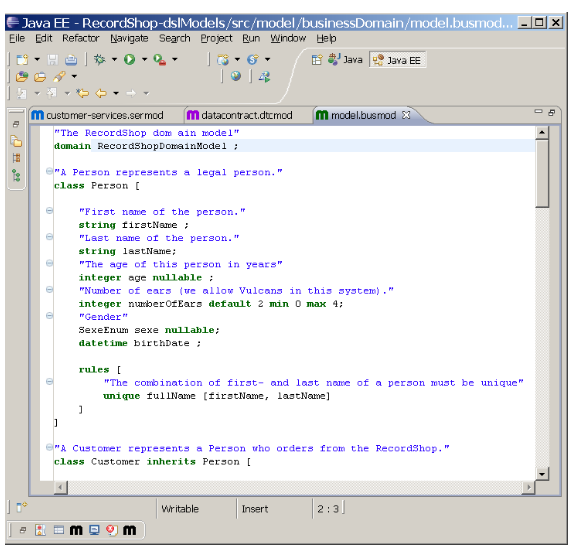 Java EE - RecordShop-dslModels/src/model/businessDomain/model.busmod...
File Edit Refactor Navigate Search Project Run Window Help
Java Java EE
customer-services.sermod datacontract.dtcmod model.busmod
"The RecordShop dom ain model"
domain RecordShopDomainModel ;
"A Person represents a legal person."
class Person [
"First name of the person."
string firstName ;
"Last name of the person."
string lastName;
"The age of this person in years"
integer age nullable ;
"Number of ears (we allow Vulcans in this system)."
integer numberOfEars default 2 min 0 max 4;
"Gender"
SexeEnum sexe nullable;
datetime birthDate ;
rules [
"The combination of first- and last name of a person must be unique"
unique fullName [firstName, lastName]
]
]
"A Customer represents a Person who orders from the RecordShop."
class Customer inherits Person [
Writable Insert 2 : 3